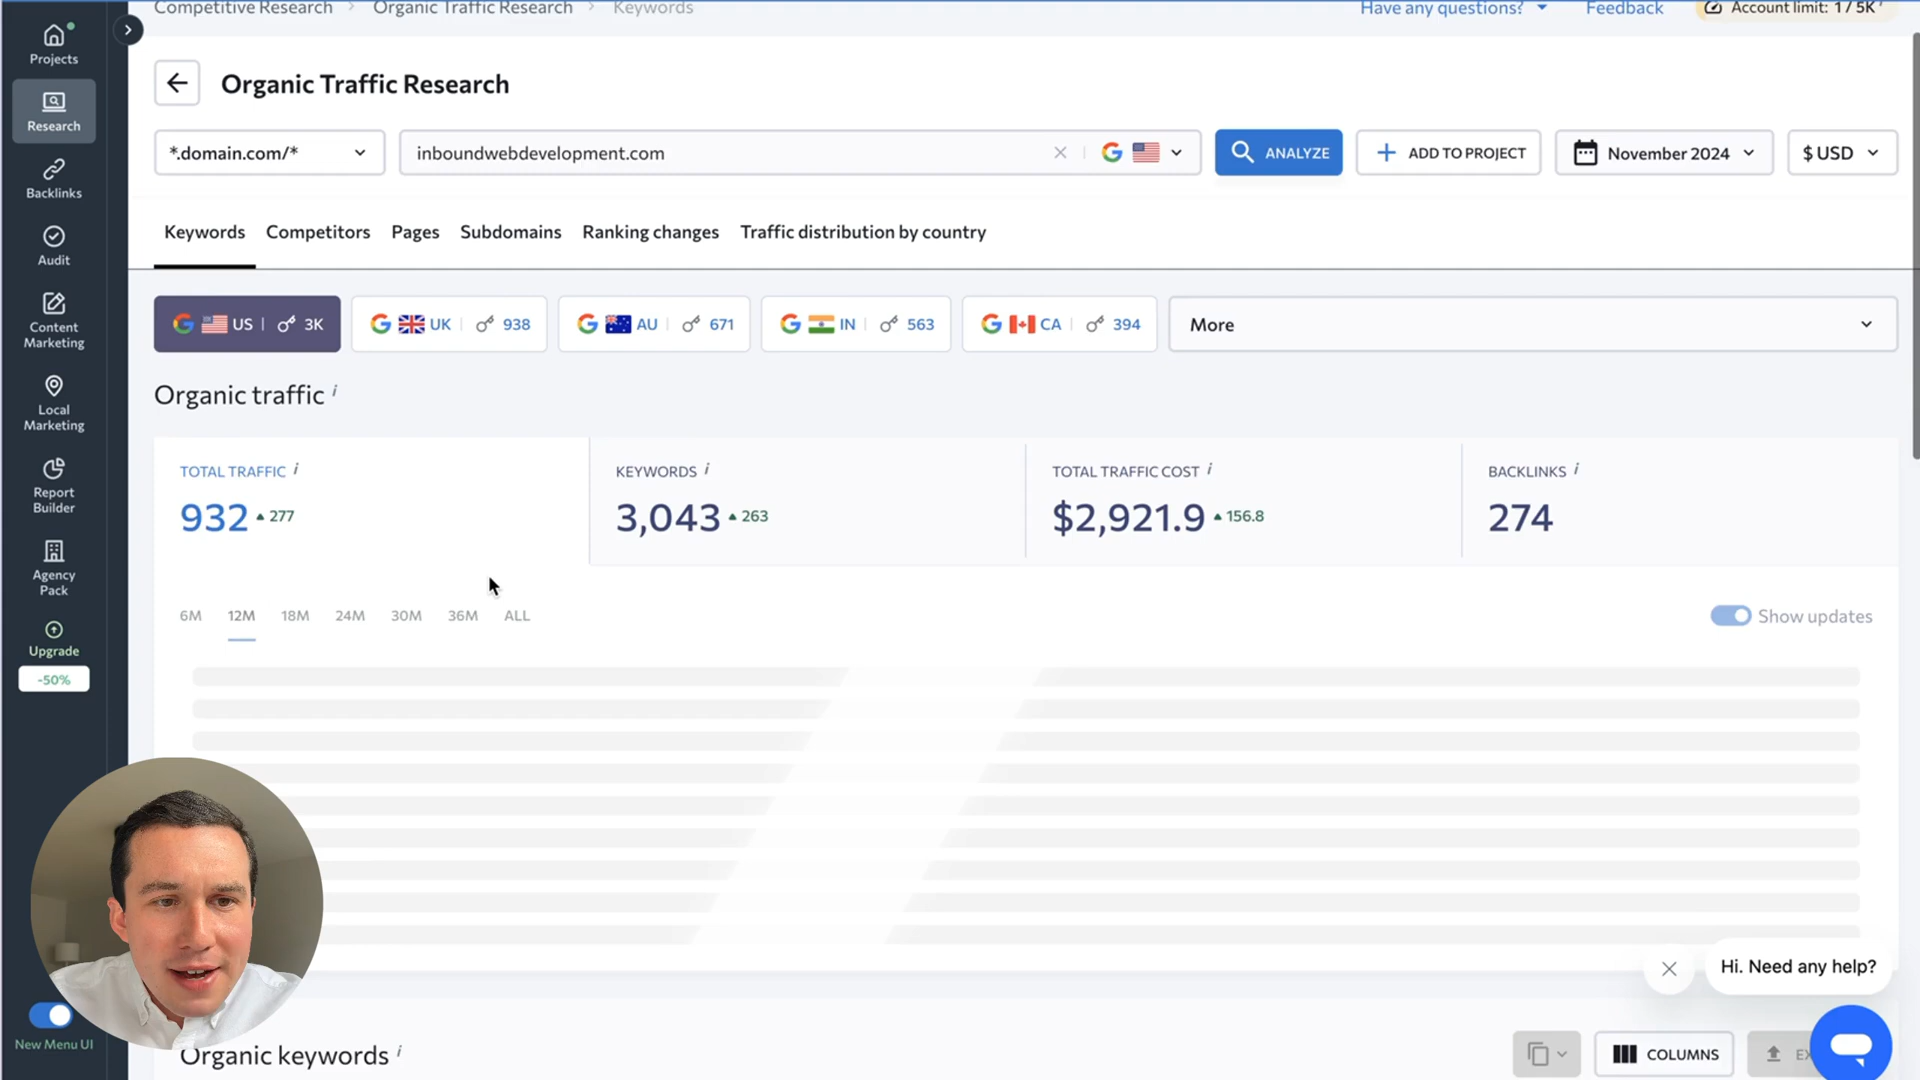 Competitive Research > Organic Traffic Research > Keywords
Have any questions?
Feedback
Account limit: 1 / 5K
Projects
Research
Backlinks
Audit
Content
Marketing
Local
Marketing
Report
Builder
Agency
Pack
Upgrade
-50%
New Menu UI
Organic Traffic Research
*.domain.com/*
inboundwebdevelopment.com
ANALYZE
ADD TO PROJECT
November 2024
$ USD
Keywords
Competitors
Pages
Subdomains
Ranking changes
Traffic distribution by country
US | 3K
UK | 938
AU | 671
IN | 563
CA | 394
More
Organic traffic i
TOTAL TRAFFIC i
932 ▲ 277
KEYWORDS i
3,043 ▲ 263
TOTAL TRAFFIC COST i
$2,921.9 ▲ 156.8
BACKLINKS i
274
6M 12M 18M 24M 30M 36M ALL
Show updates
Hi. Need any help?
Organic keywords i
COLUMNS